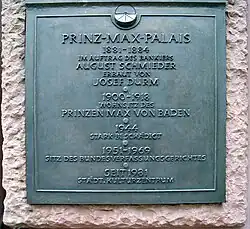 PRINZ-MAX-PALAIS
1881-1884
IM AUFTRAG DES BANKIERS
AUGUST SCHMIEDER
ERBAUT VON
JOSEF DURM
1900-1918
WOHNSITZ DES
PRINZEN MAX VON BADEN
1944
STARK BESCHÄDIGT
1951-1969
SITZ DES BUNDESVERFASSUNGSGERICHTES
SEIT 1981
STÄDT. KULTURZENTRUM